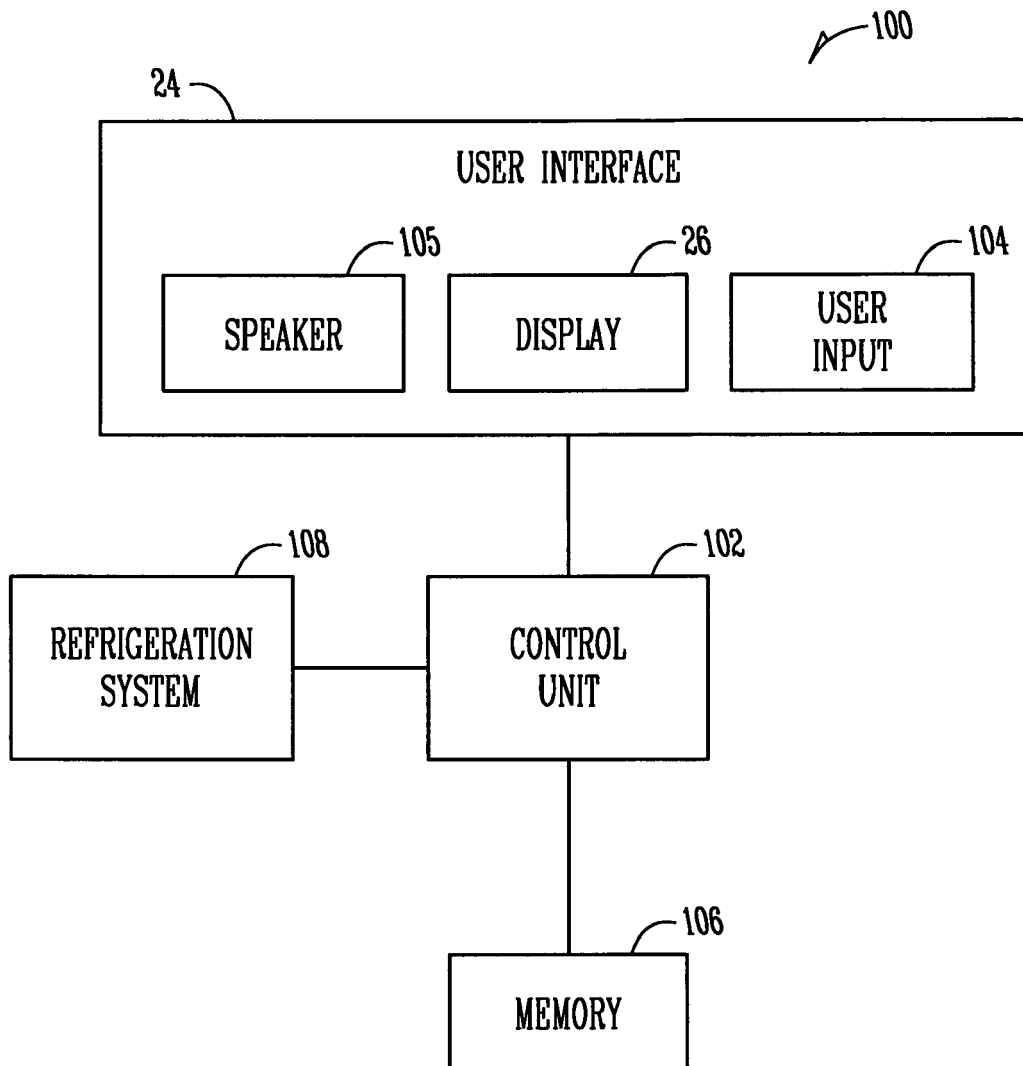 100
24
USER INTERFACE
105
26
104
SPEAKER
DISPLAY
USER
INPUT
108
102
REFRIGERATION
SYSTEM
CONTROL
UNIT
106
MEMORY